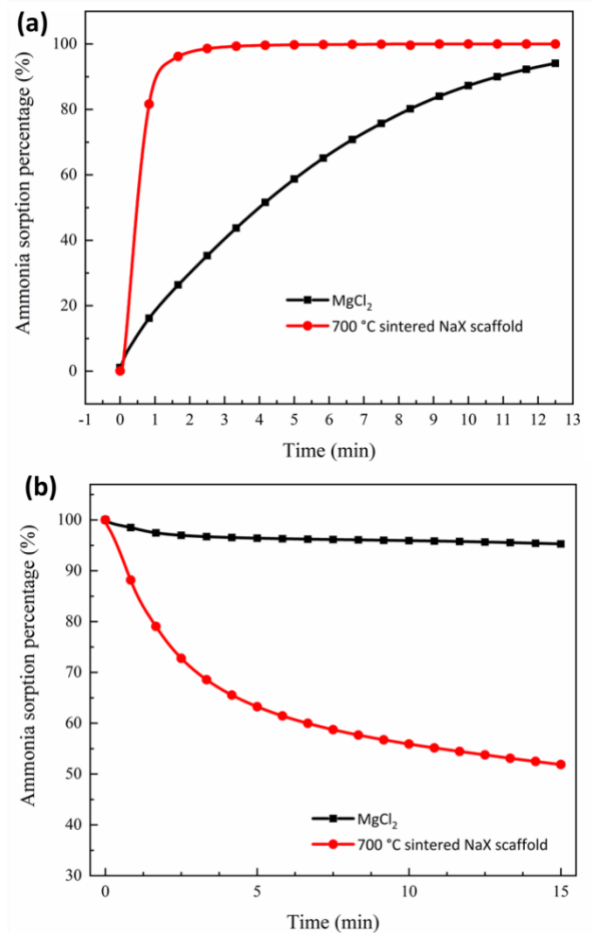 (a)
100
80
60
40
20
0
Ammonia sorption percentage (%)
MgCl₂
700 °C sintered NaX scaffold
-1 0 1 2 3 4 5 6 7 8 9 10 11 12 13
Time (min)
(b)
100
90
80
70
60
50
40
30
Ammonia sorption percentage (%)
MgCl₂
700 °C sintered NaX scaffold
0 5 10 15
Time (min)